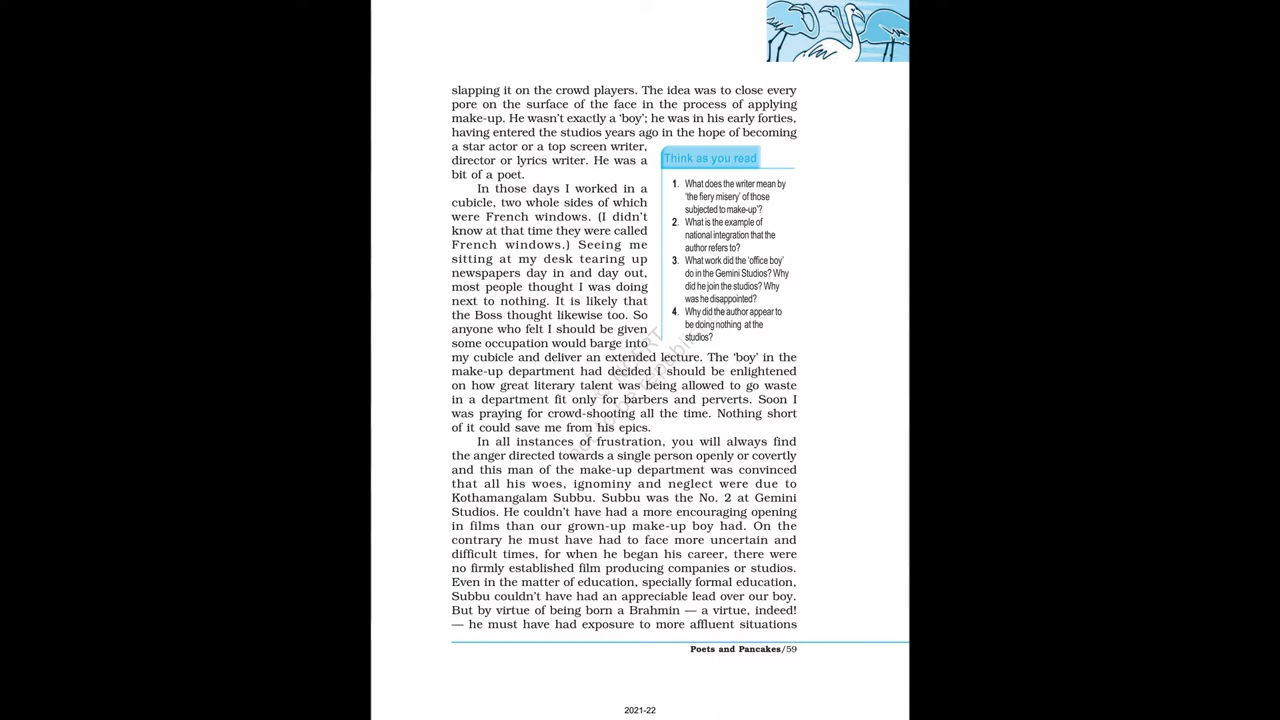 slapping it on the crowd players. The idea was to close every
pore on the surface of the face in the process of applying
make-up. He wasn't exactly a 'boy'; he was in his early forties,
having entered the studios years ago in the hope of becoming
a star actor or a top screen writer,
director or lyrics writer. He was a
bit of a poet.
In those days I worked in a
cubicle, two whole sides of which
were French windows. (I didn't
know at that time they were called
French windows.) Seeing me
sitting at my desk tearing up
newspapers day in and day out,
most people thought I was doing
next to nothing. It is likely that
the Boss thought likewise too. So
anyone who felt I should be given
some occupation would barge into
Think as you read
1. What does the writer mean by
'the fiery misery' of those
subjected to make-up'?
2. What is the example of
national integration that the
author refers to?
3. What work did the 'office boy'
do in the Gemini Studios? Why
did he join the studios? Why
was he disappointed?
4. Why did the author appear to
be doing nothing at the
studios?
my cubicle and deliver an extended lecture. The 'boy' in the
make-up department had decided I should be enlightened
on how great literary talent was being allowed to go waste
in a department fit only for barbers and perverts. Soon I
was praying for crowd-shooting all the time. Nothing short
of it could save me from his epics.
In all instances of frustration, you will always find
the anger directed towards a single person openly or covertly
and this man of the make-up department was convinced
that all his woes, ignominy and neglect were due to
Kothamangalam Subbu. Subbu was the No. 2 at Gemini
Studios. He couldn't have had a more encouraging opening
in films than our grown-up make-up boy had. On the
contrary he must have had to face more uncertain and
difficult times, for when he began his career, there were
no firmly established film producing companies or studios.
Even in the matter of education, specially formal education,
Subbu couldn't have had an appreciable lead over our boy.
But by virtue of being born a Brahmin — a virtue, indeed!
— he must have had exposure to more affluent situations
Poets and Pancakes/59
2021-22